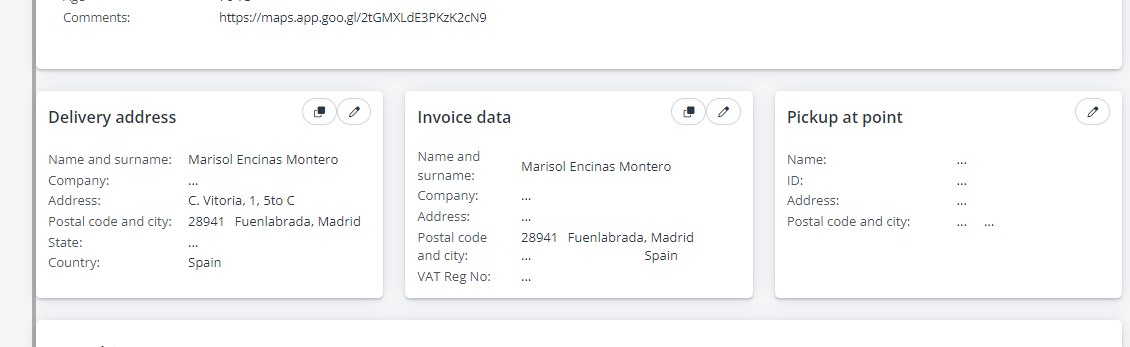 Comments: https://maps.app.goo.gl/2tGMXLdE3PKzK2cN9
Delivery address
Name and surname: Marisol Encinas Montero
Company: ...
Address: C. Vitoria, 1, 5to C
Postal code and city: 28941 Fuenlabrada, Madrid
State: ...
Country: Spain
Invoice data
Name and
surname: Marisol Encinas Montero
Company: ...
Address: ...
Postal code 28941 Fuenlabrada, Madrid
and city: ... Spain
VAT Reg No: ...
Pickup at point
Name: ...
ID: ...
Address: ...
Postal code and city: ... ...